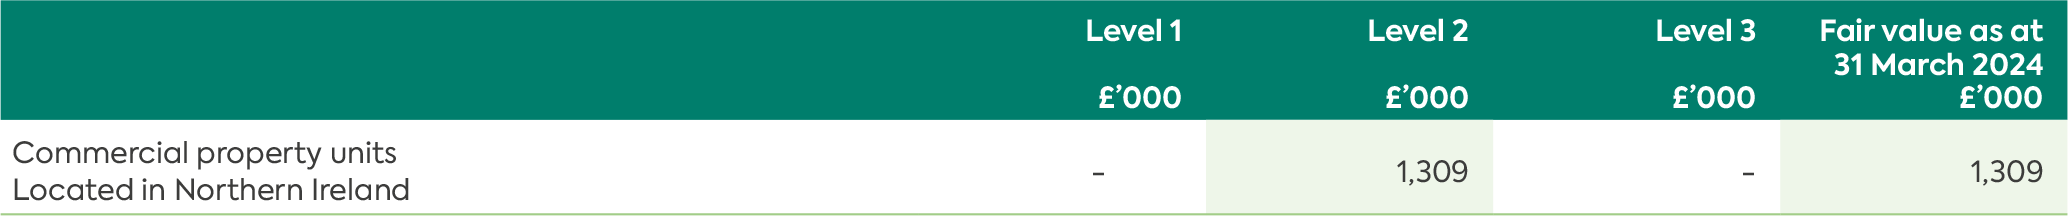 Level 1 Level 2 Level 3 Fair value as at
31 March 2024
£’000 £’000 £’000 £’000
Commercial property units
Located in Northern Ireland
- 1,309 - 1,309